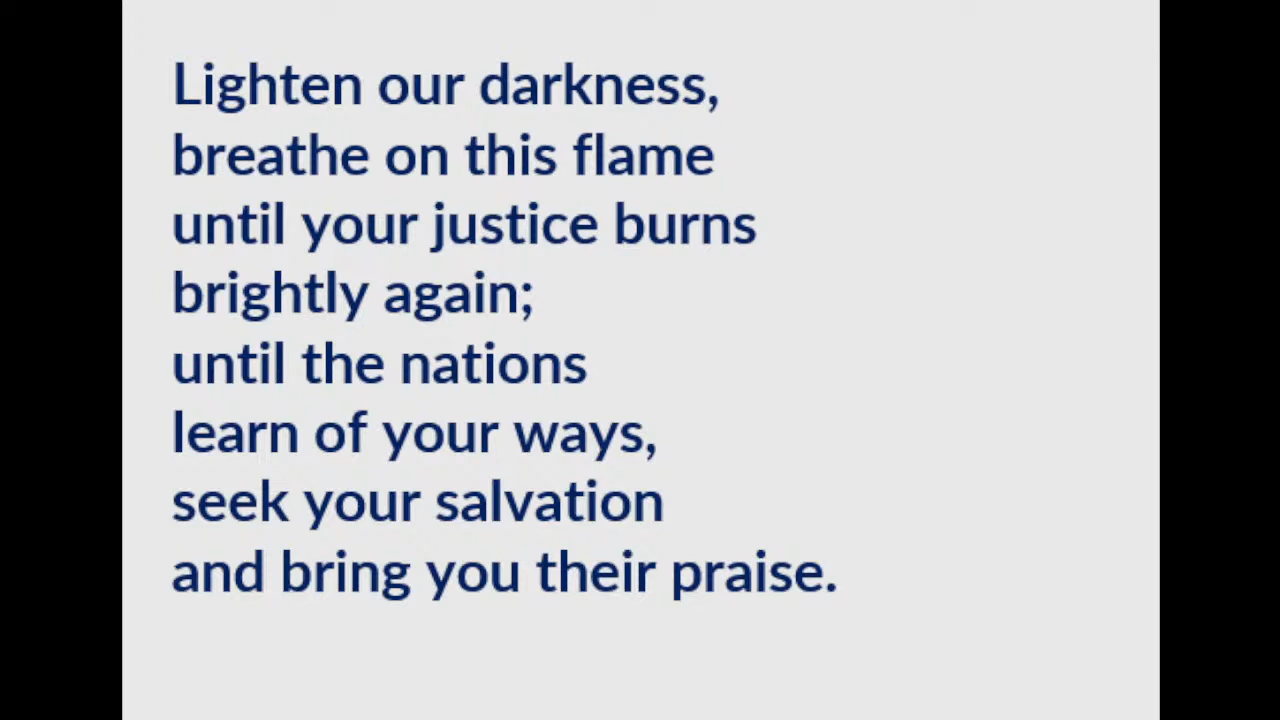 Lighten our darkness,
breathe on this flame
until your justice burns
brightly again;
until the nations
learn of your ways,
seek your salvation
and bring you their praise.